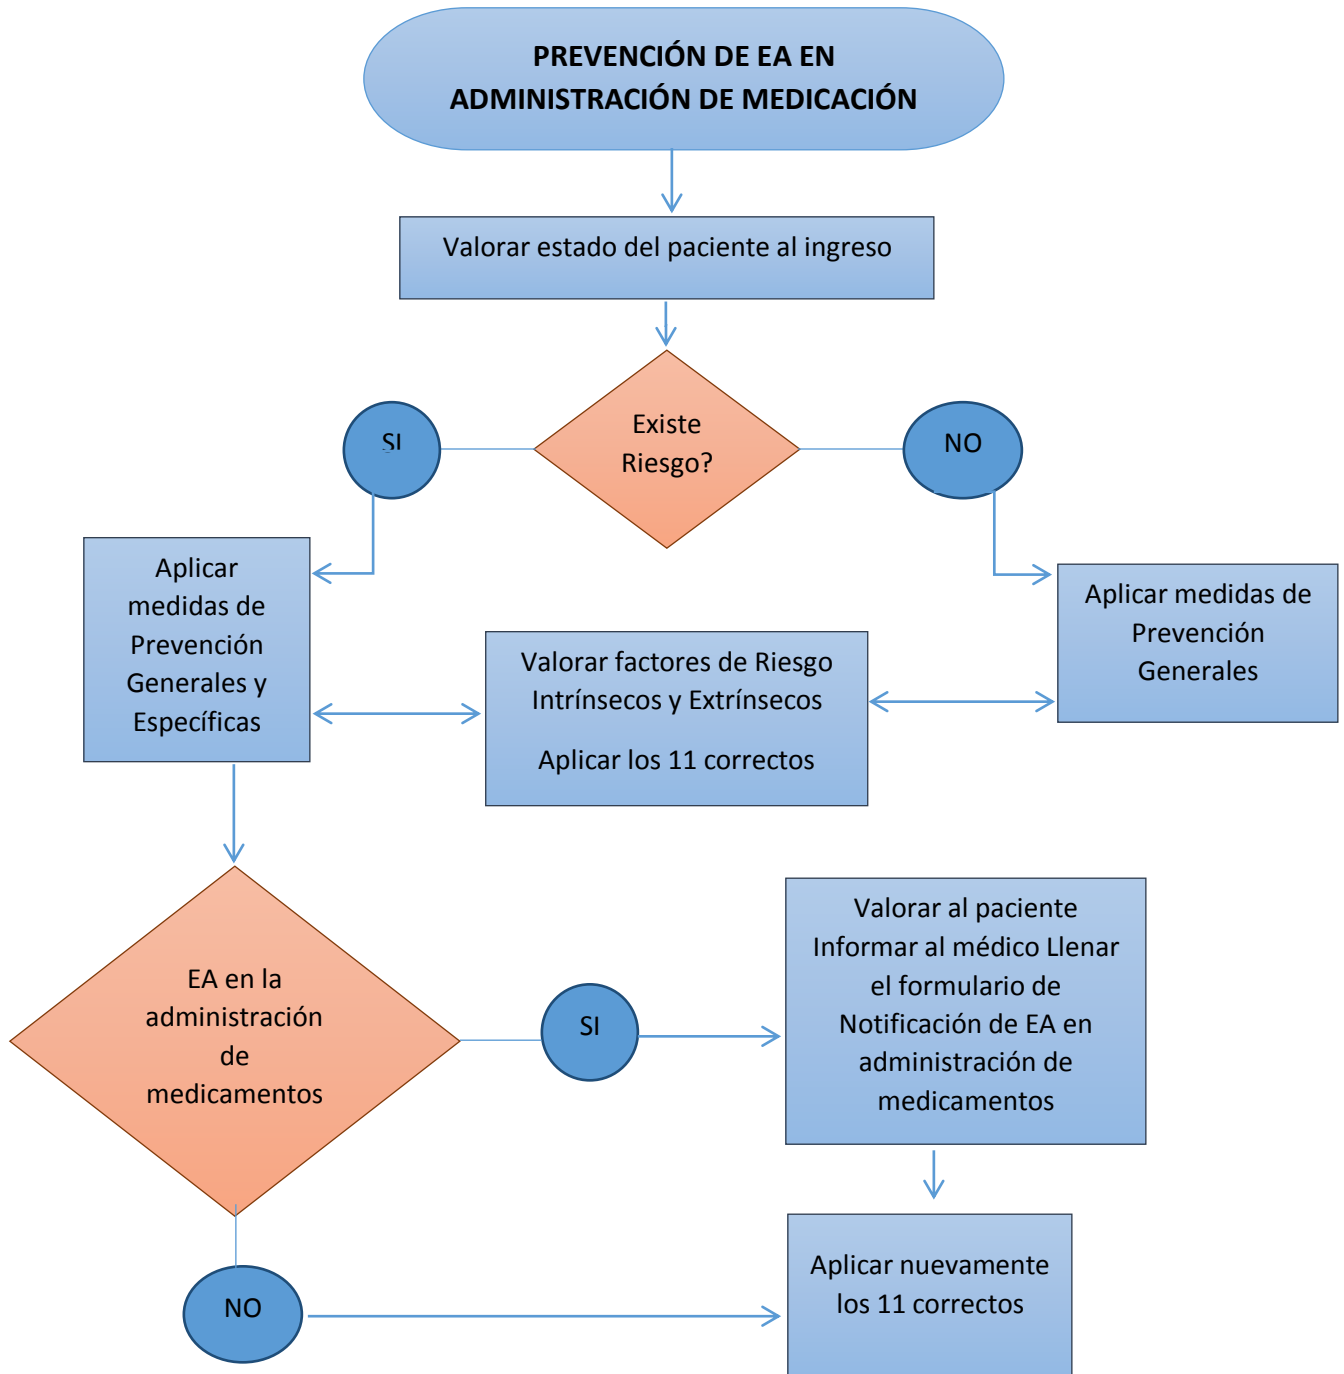 PREVENCIÓN DE EA EN
ADMINISTRACIÓN DE MEDICACIÓN
Valorar estado del paciente al ingreso
Existe
Riesgo?
SI
NO
Aplicar
medidas de
Prevención
Generales y
Específicas
Valorar factores de Riesgo
Intrínsecos y Extrínsecos
Aplicar los 11 correctos
Aplicar medidas de
Prevención
Generales
EA en la
administración
de
medicamentos
SI
Valorar al paciente
Informar al médico Llenar
el formulario de
Notificación de EA en
administración de
medicamentos
NO
Aplicar nuevamente
los 11 correctos